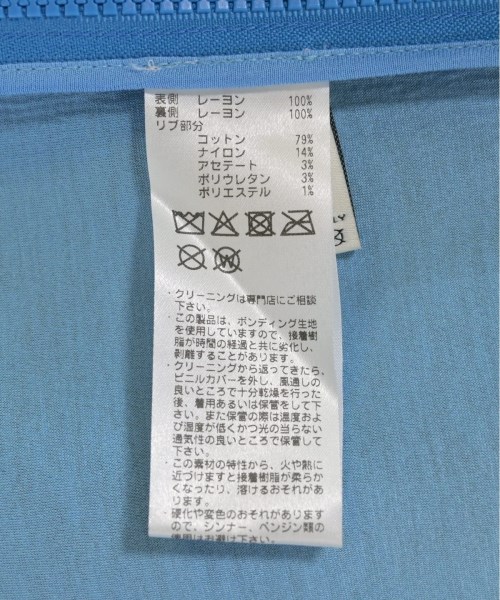 表側 レーヨン 100%
裏側 レーヨン 100%
リブ部分
コットン 79%
ナイロン 14%
アセテート 3%
ポリウレタン 3%
ポリエステル 1%
・クリーニングは専門店にご相談
下さい。
・この製品は、ボンディング生地
を使用していますので、接着樹
脂が時間の経過と共に劣化し、
剥離することがあります。
・クリーニングから返ってきたら、
ビニルカバーを外し、風通しの
良いところで十分乾燥を行った
後、着用あるいは保管をして下
さい。また保管の際は温度およ
び湿度が低くかつ光の当らない
通気性の良いところで保管して
下さい。
・この素材の特性から、火や熱に
近づけますと接着樹脂が柔らか
くなったり、溶けるおそれがあ
ります。
・硬化や変色のおそれがあります
ので、シンナー、ベンジン類の
使用はお避け下さい。